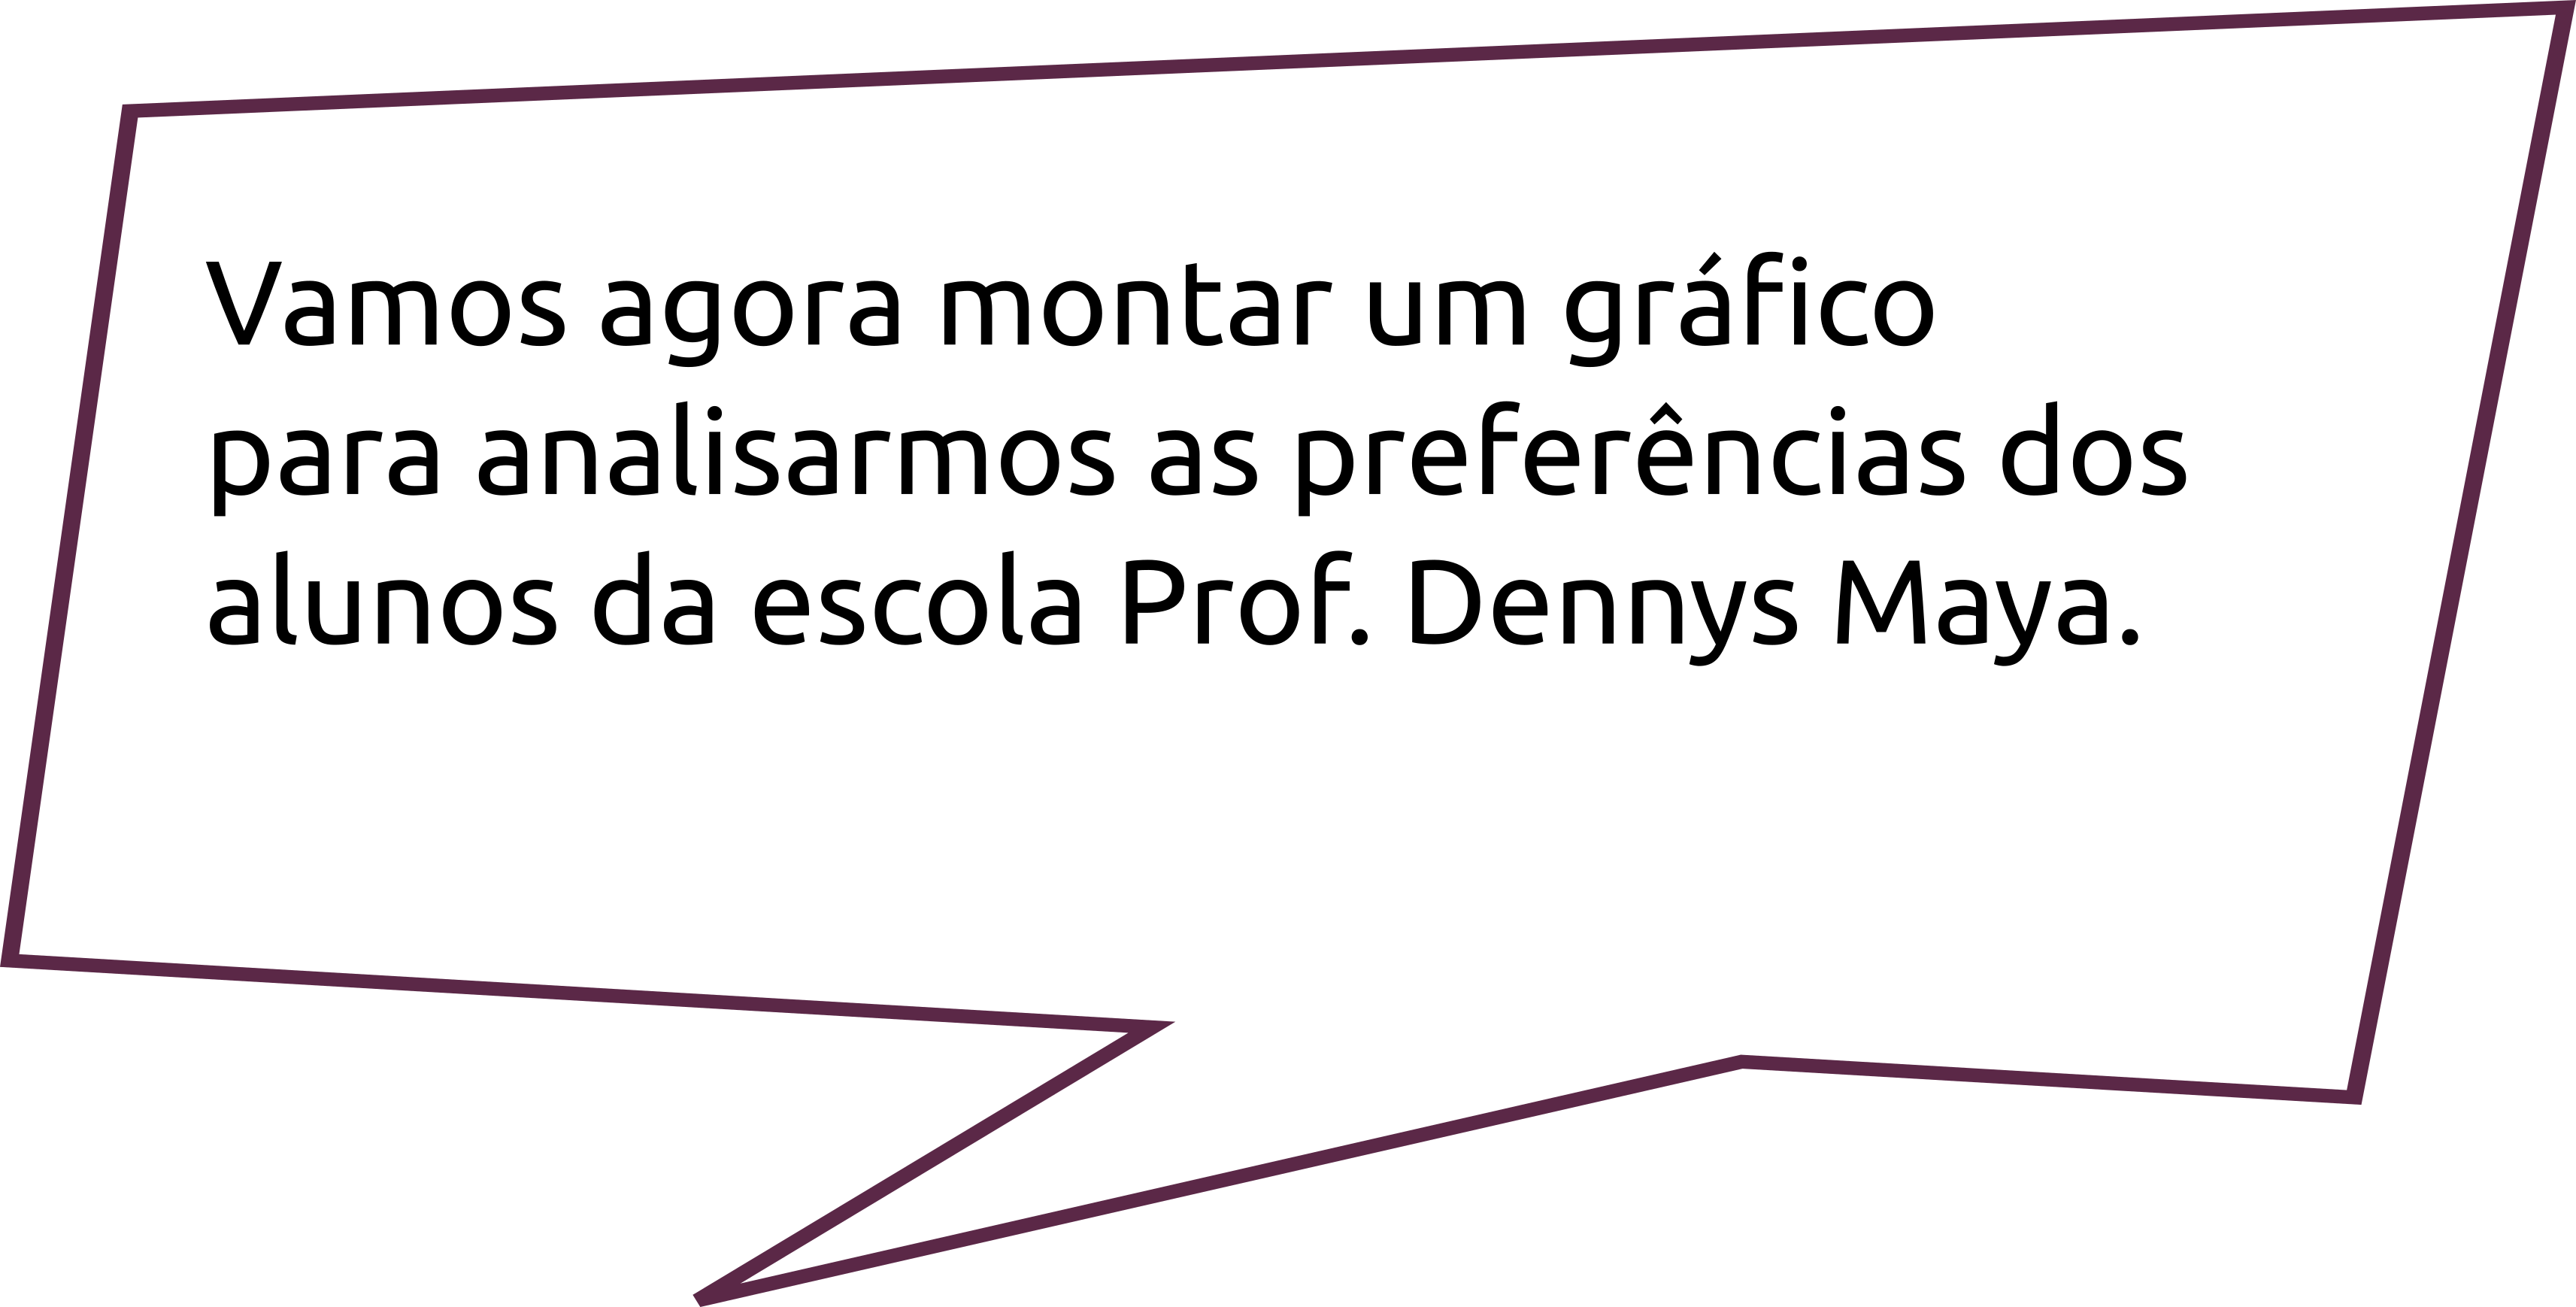 Vamos agora montar um gráfico
para analisarmos as preferências dos
alunos da escola Prof. Dennys Maya.